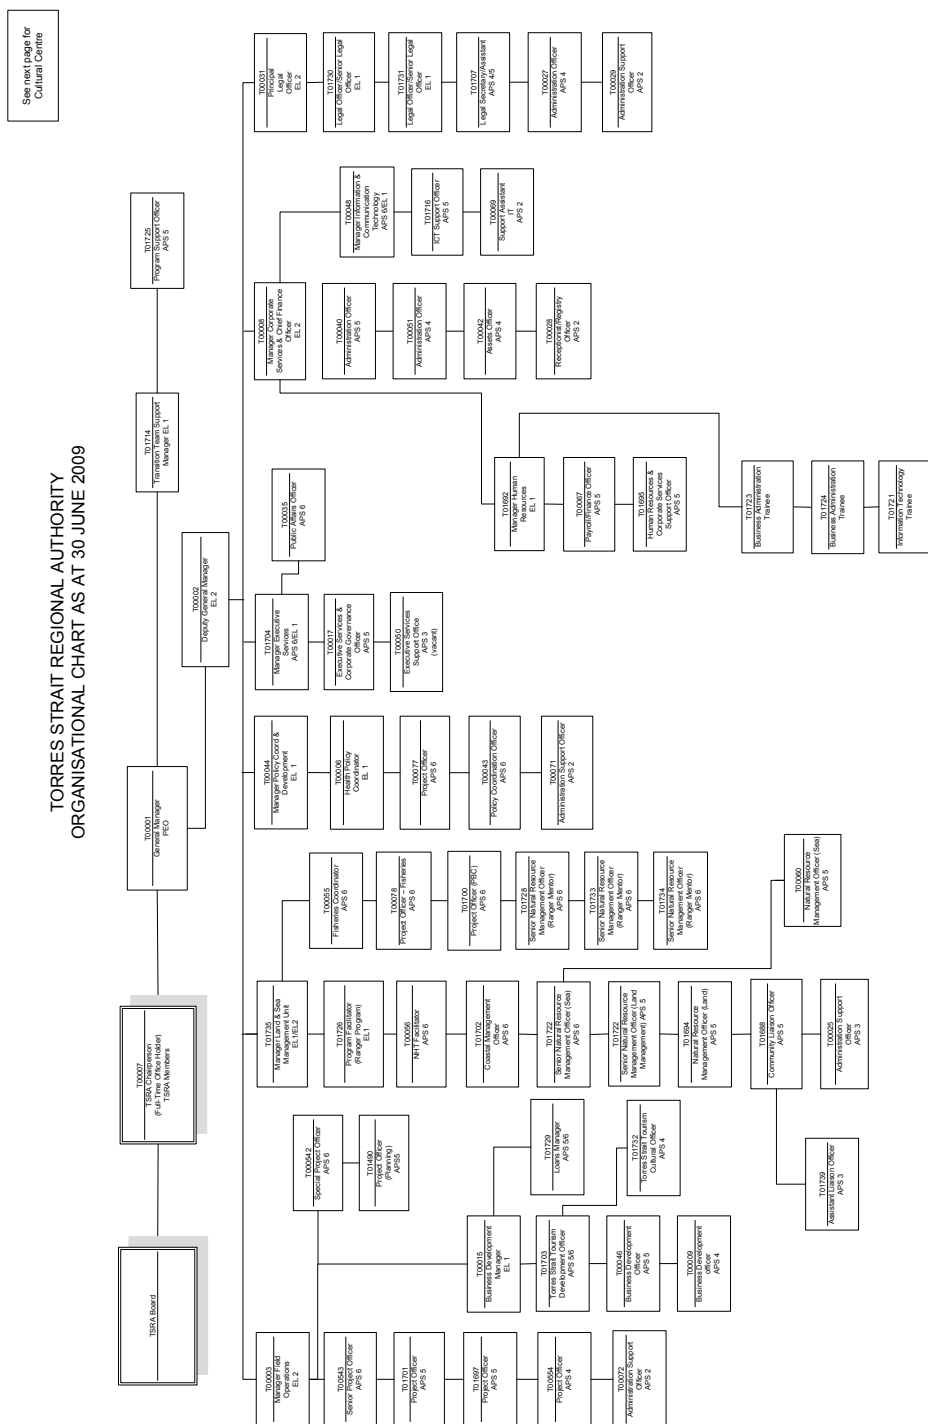 See next page for
Cultural Centre
TORRES STRAIT REGIONAL AUTHORITY
ORGANISATIONAL CHART AS AT 30 JUNE 2009
TSRA Board
T00007
TSRA Chairperson
(Full-Time Office Holder)
TSRA Members
T00001
General Manager
PEO
T01714
Transition Team Support
Manager EL 1
T01725
Program Support Officer
APS 5
T00002
Deputy General Manager
EL 2
T00003
Manager Field
Operations
EL 2
T00543
Senior Project Officer
APS 6
T01701
Project Officer
APS 5
T01697
Project Officer
APS 5
T00554
Project Officer
APS 4
T00072
Administration Support
Officer
APS 2
T000542
Special Project Officer
APS 6
T01490
Project Officer
(Planning)
APS5
T00015
Business Development
Manager
EL 1
T01703
Torres Strait Tourism
Development Officer
APS 5/6
T00046
Business Development
Officer
APS 5
T00009
Business Development
officer
APS 4
T01729
Loans Manager
APS 5/6
T01732
Torres Strait Tourism
Cultural Officer
APS 4
T01735
Manager Land & Sea
Management Unit
EL1/EL2
T01726
Program Facilitator
(Ranger Program)
EL1
T00056
NHT Facilitator
APS 6
T01702
Coastal Management
Officer
APS 6
T01722
Senior Natural Resource
Management Officer (Sea)
APS 6
T01722
Senior Natural Resource
Management Officer (Land
Management) APS 5
T01694
Natural Resource
Management Officer (Land)
APS 5
T01688
Community Liaison Officer
APS 5
T00025
Administration Support
Officer
APS 3
T01739
Assistant Liaison Officer
APS 3
T00055
Fisheries Coordinator
APS 6
T00078
Project Officer – Fisheries
APS 6
T01700
Project Officer (PBC)
APS 6
T01728
Senior Natural Resource
Management Officer
(Ranger Mentor)
APS 6
T01733
Senior Natural Resource
Management Officer
(Ranger Mentor)
APS 6
T01734
Senior Natural Resource
Management Officer
(Ranger Mentor)
APS 6
T00060
Natural Resource
Management Officer (Sea)
APS 5
T00044
Manager Policy Coord &
Development
EL 1
T00006
Health Policy
Coordinator
EL 1
T00077
Project Officer
APS 6
T00043
Policy Coordination Officer
APS 6
T00071
Administration Support Officer
APS 2
T01704
Manager Executive
Services
APS 6/EL 1
T00017
Executive Services &
Corporate Governance
Officer
APS 5
T00050
Executive Services
Support Office
APS 3
(vacant)
T00035
Public Affairs Officer
APS 6
T00008
Manager Corporate
Services & Chief Finance
Officer
EL 2
T00040
Administration Officer
APS 5
T00051
Administration Officer
APS 4
T00042
Assets Officer
APS 4
T00028
Receptionist/Registry
Officer
APS 2
T01692
Manager Human
Resources
EL 1
T00067
Payroll/Finance Officer
APS 5
T01695
Human Resources &
Corporate Services
Support Officer
APS 5
T01723
Business Administration
Trainee
T01724
Business Administration
Trainee
T01721
Information Technology
Trainee
T00048
Manager Information &
Communication
Technology
APS 6/EL 1
T01716
ICT Support Officer
APS 5
T00069
Support Assistant
IT
APS 2
T00031
Principal
Legal
Officer
EL 2
T01730
Legal Officer/Senior Legal
Officer
EL 1
T01731
Legal Officer/Senior Legal
Officer
EL 1
T01707
Legal Secretary/Assistant
APS 4/5
T00027
Administration Officer
APS 4
T00029
Administration Support
Officer
APS 2